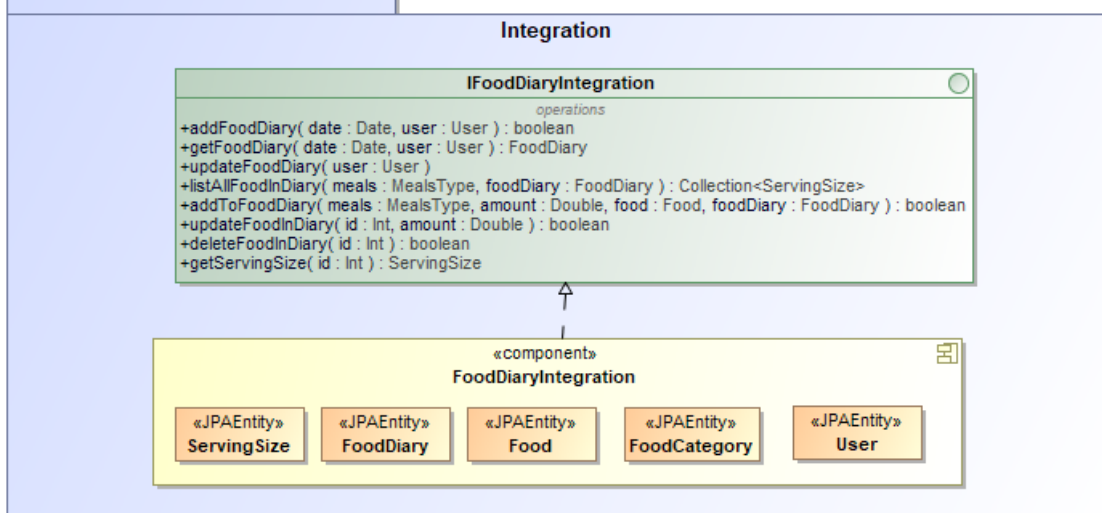 Integration
IFoodDiaryIntegration
operations
+addFoodDiary( date : Date, user : User ) : boolean
+getFoodDiary( date : Date, user : User ) : FoodDiary
+updateFoodDiary( user : User )
+listAllFoodInDiary( meals : MealsType, foodDiary : FoodDiary ) : Collection<ServingSize>
+addToFoodDiary( meals : MealsType, amount : Double, food : Food, foodDiary : FoodDiary ) : boolean
+updateFoodInDiary( id : Int, amount : Double ) : boolean
+deleteFoodInDiary( id : Int ) : boolean
+getServingSize( id : Int ) : ServingSize
«component»
FoodDiaryIntegration
«JPAEntity»
ServingSize
«JPAEntity»
FoodDiary
«JPAEntity»
Food
«JPAEntity»
FoodCategory
«JPAEntity»
User